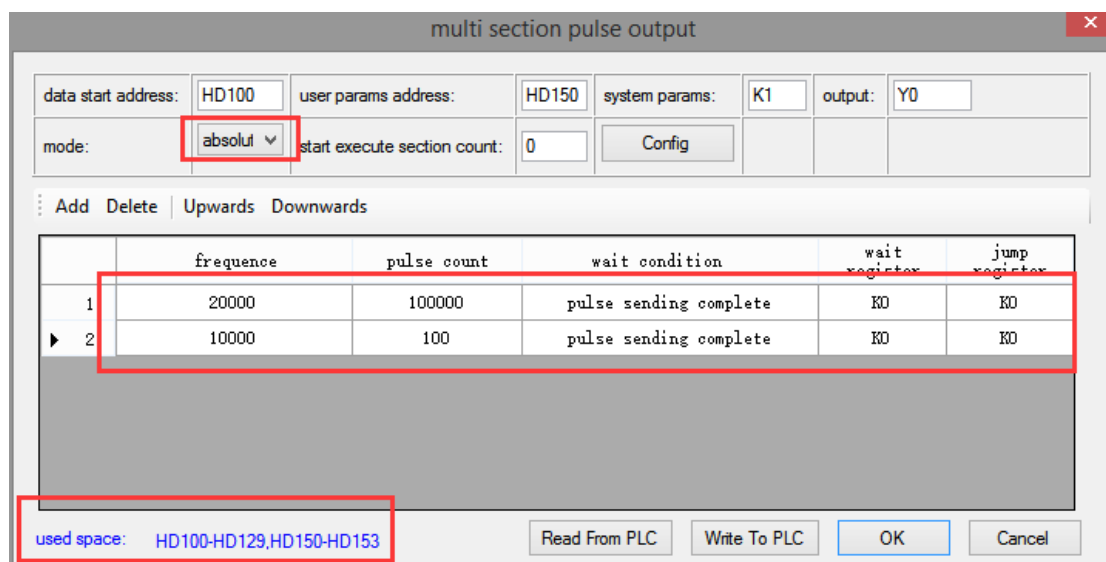 multi section pulse output
data start address: HD100 user params address: HD150 system params: K1 output: Y0
mode: absolut start execute section count: 0 Config
Add Delete Upwards Downwards
frequence pulse count wait condition wait register jump register
1 20000 100000 pulse sending complete K0 K0
2 10000 100 pulse sending complete K0 K0
used space: HD100-HD129,HD150-HD153 Read From PLC Write To PLC OK Cancel